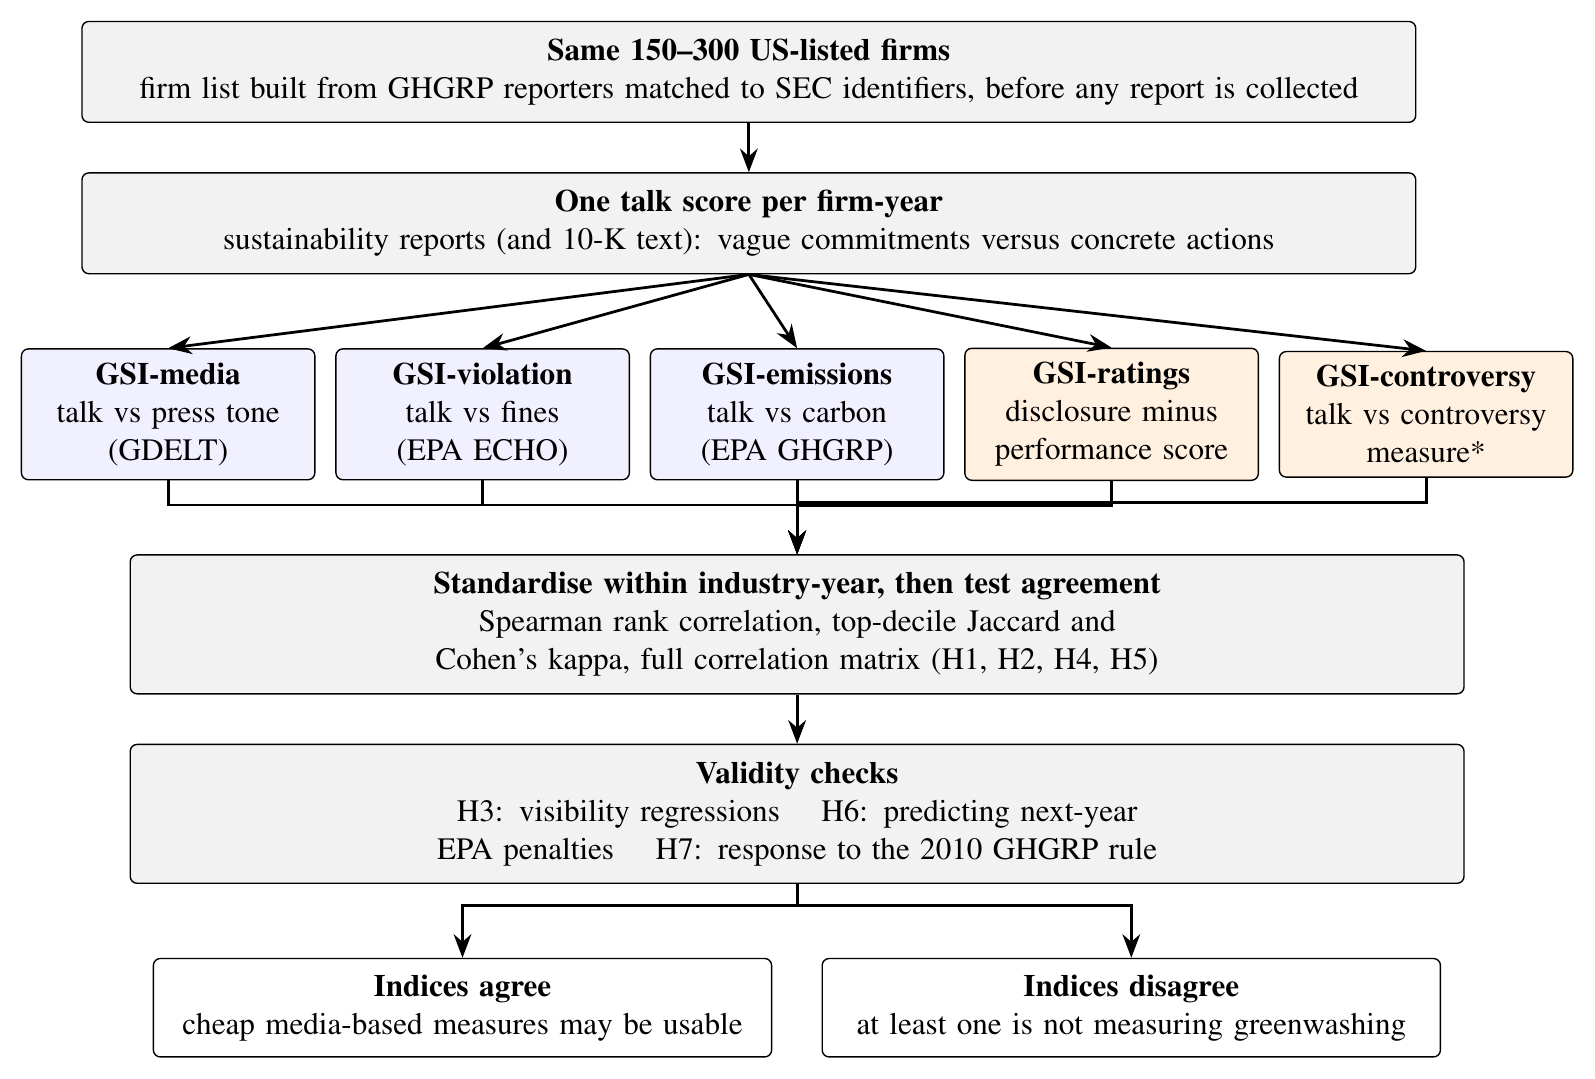 Same 150–300 US-listed firms
firm list built from GHGRP reporters matched to SEC identifiers, before any report is collected
One talk score per firm-year
sustainability reports (and 10-K text): vague commitments versus concrete actions
GSI-media
talk vs press tone
(GDELT)
GSI-violation
talk vs fines
(EPA ECHO)
GSI-emissions
talk vs carbon
(EPA GHGRP)
GSI-ratings
disclosure minus
performance score
GSI-controversy
talk vs controversy
measure*
Standardise within industry-year, then test agreement
Spearman rank correlation, top-decile Jaccard and
Cohen's kappa, full correlation matrix (H1, H2, H4, H5)
Validity checks
H3: visibility regressions H6: predicting next-year
EPA penalties H7: response to the 2010 GHGRP rule
Indices agree
cheap media-based measures may be usable
Indices disagree
at least one is not measuring greenwashing